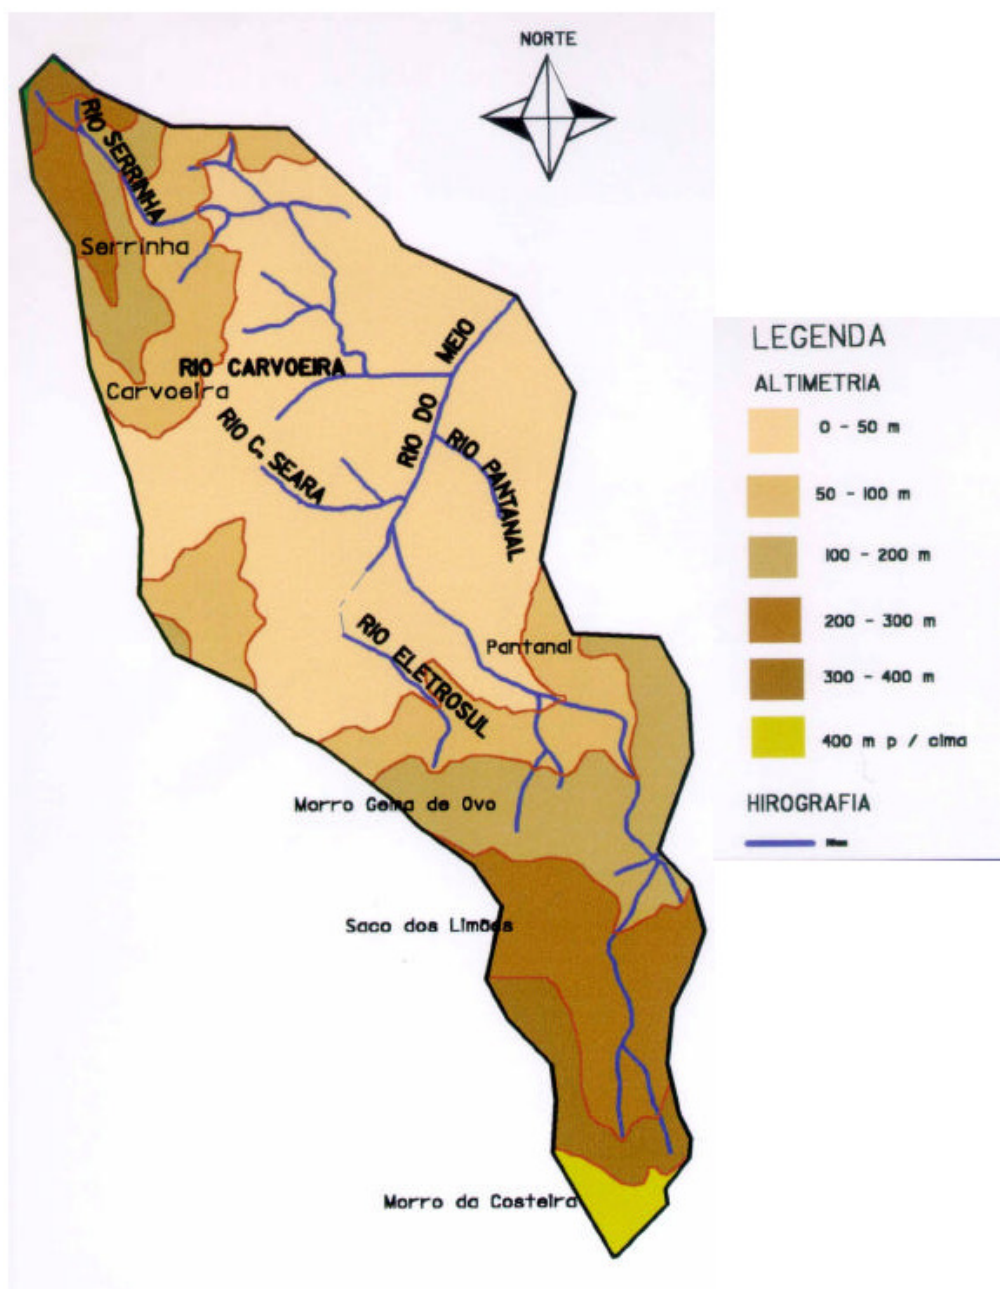 NORTE
RIO SERRINHA
Serrinha
MEIO
RIO CARVOEIRA
Carvoeira
RIO DO
RIO C. SEARA
RIO PANTANAL
RIO ELETROSUL
Pantanal
Morro Gema de Ovo
Saco dos Limões
Morro da Costeira
LEGENDA
ALTIMETRIA
0 - 50 m
50 - 100 m
100 - 200 m
200 - 300 m
300 - 400 m
400 m p / cima
HIROGRAFIA